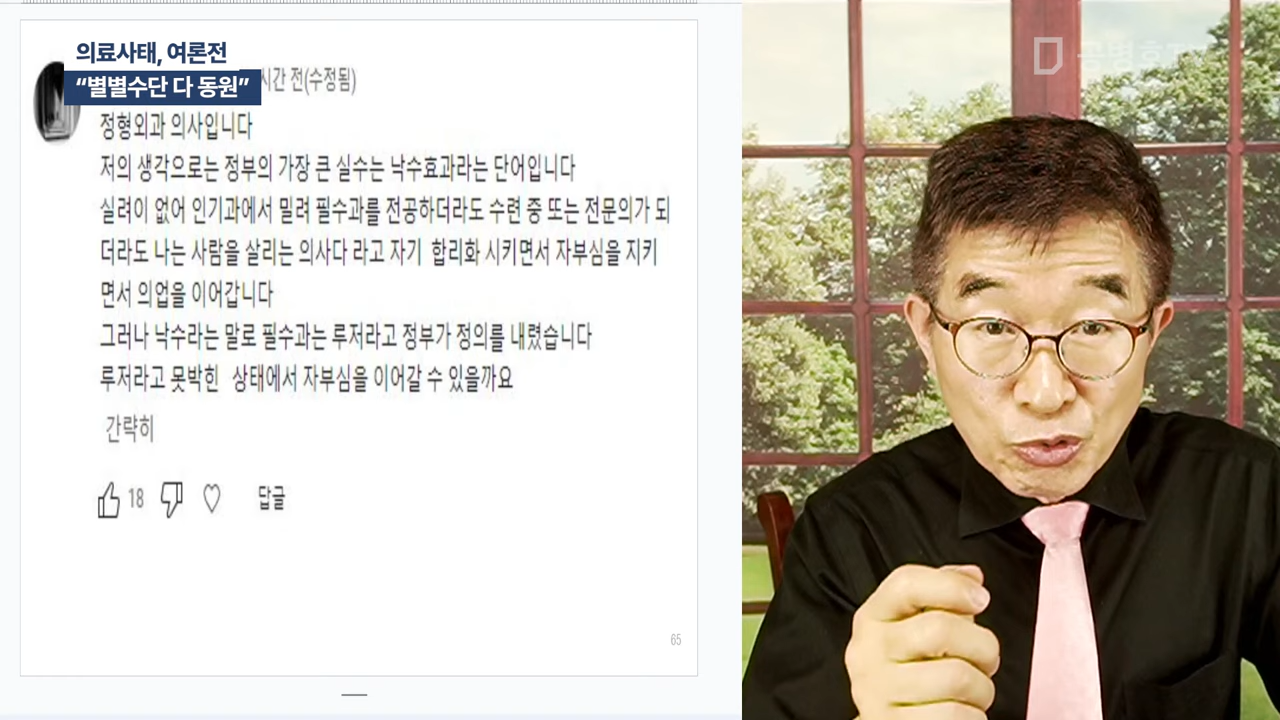 의료사태, 여론전
“별별수단 다 동원”
시간 전(수정됨)
정형외과 의사입니다
저의 생각으로는 정부의 가장 큰 실수는 낙수효과라는 단어입니다
실려이 없어 인기과에서 밀려 필수과를 전공하더라도 수련 중 또는 전문의가 되
더라도 나는 사람을 살리는 의사다 라고 자기 합리화 시키면서 자부심을 지키
면서 의업을 이어갑니다
그러나 낙수라는 말로 필수과는 루저라고 정부가 정의를 내렸습니다
루저라고 못박힌 상태에서 자부심을 이어갈 수 있을까요
간략히
18
답글
65